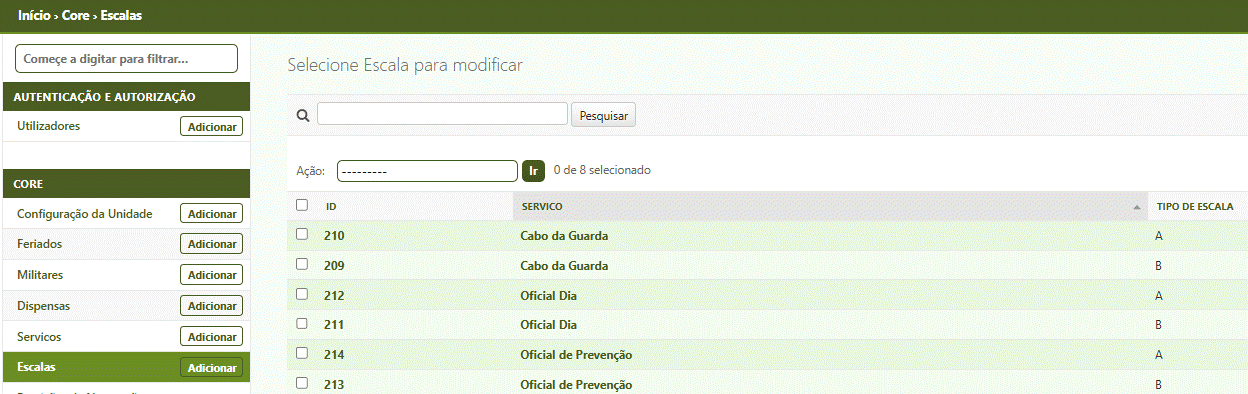 Início › Core › Escalas
Começe a digitar para filtrar...
AUTENTICAÇÃO E AUTORIZAÇÃO
Utilizadores Adicionar
CORE
Configuração da Unidade Adicionar
Feriados Adicionar
Militares Adicionar
Dispensas Adicionar
Servicos Adicionar
Escalas Adicionar
Selecione Escala para modificar
Pesquisar
Ação: --------- Ir 0 de 8 selecionado
ID SERVICO TIPO DE ESCALA
210 Cabo da Guarda A
209 Cabo da Guarda B
212 Oficial Dia A
211 Oficial Dia B
214 Oficial de Prevenção A
213 Oficial de Prevenção B